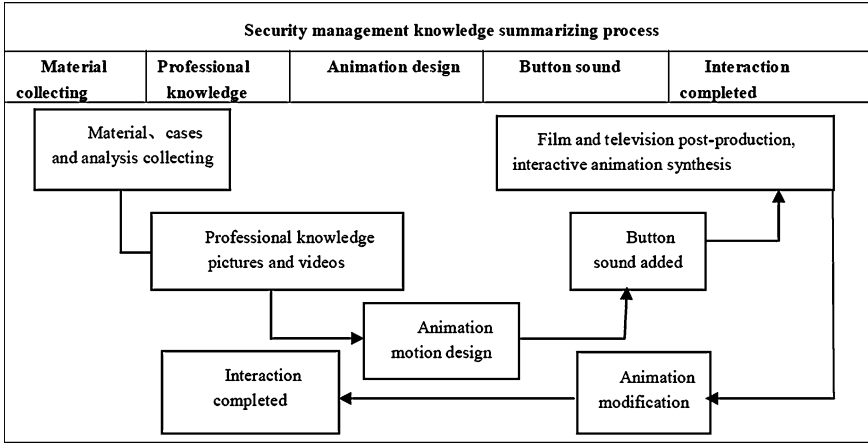 Security management knowledge summarizing process
Material
collecting
Professional
knowledge
Animation design
Button sound
Interaction
completed
Material、cases
and analysis collecting
Film and television post-production,
interactive animation synthesis
Professional knowledge
pictures and videos
Button
sound added
Animation
motion design
Interaction
completed
Animation
modification